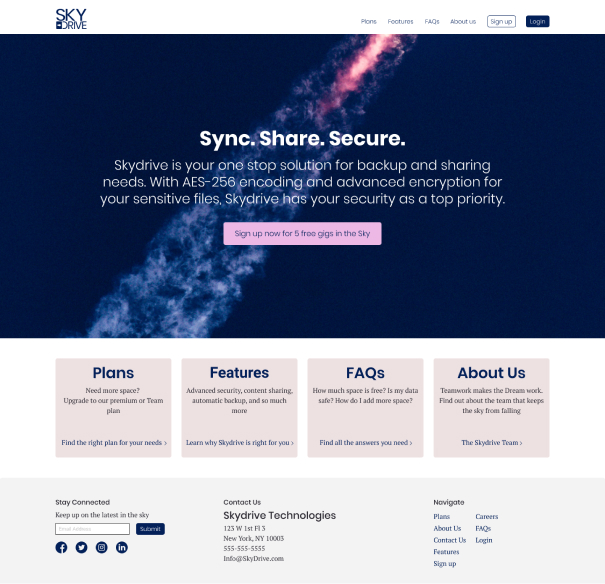 SKY
DRIVE
Plans Features FAQs About us Sign up Login
Sync. Share. Secure.
Skydrive is your one stop solution for backup and sharing
needs. With AES-256 encoding and advanced encryption for
your sensitive files, Skydrive has your security as a top priority.
Sign up now for 5 free gigs in the Sky
Plans
Need more space?
Upgrade to our premium or Team
plan
Find the right plan for your needs >
Features
Advanced security, content sharing,
automatic backup, and so much
more
Learn why Skydrive is right for you >
FAQs
How much space is free? Is my data
safe? How do I add more space?
Find all the answers you need >
About Us
Teamwork makes the Dream work.
Find out about the team that keeps
the sky from falling
The Skydrive Team >
Stay Connected
Keep up on the latest in the sky
Email Address Submit
Contact Us
Skydrive Technologies
123 W 1st Fl 3
New York, NY 10003
555-555-5555
Info@SkyDrive.com
Navigate
Plans Careers
About Us FAQs
Contact Us Login
Features
Sign up